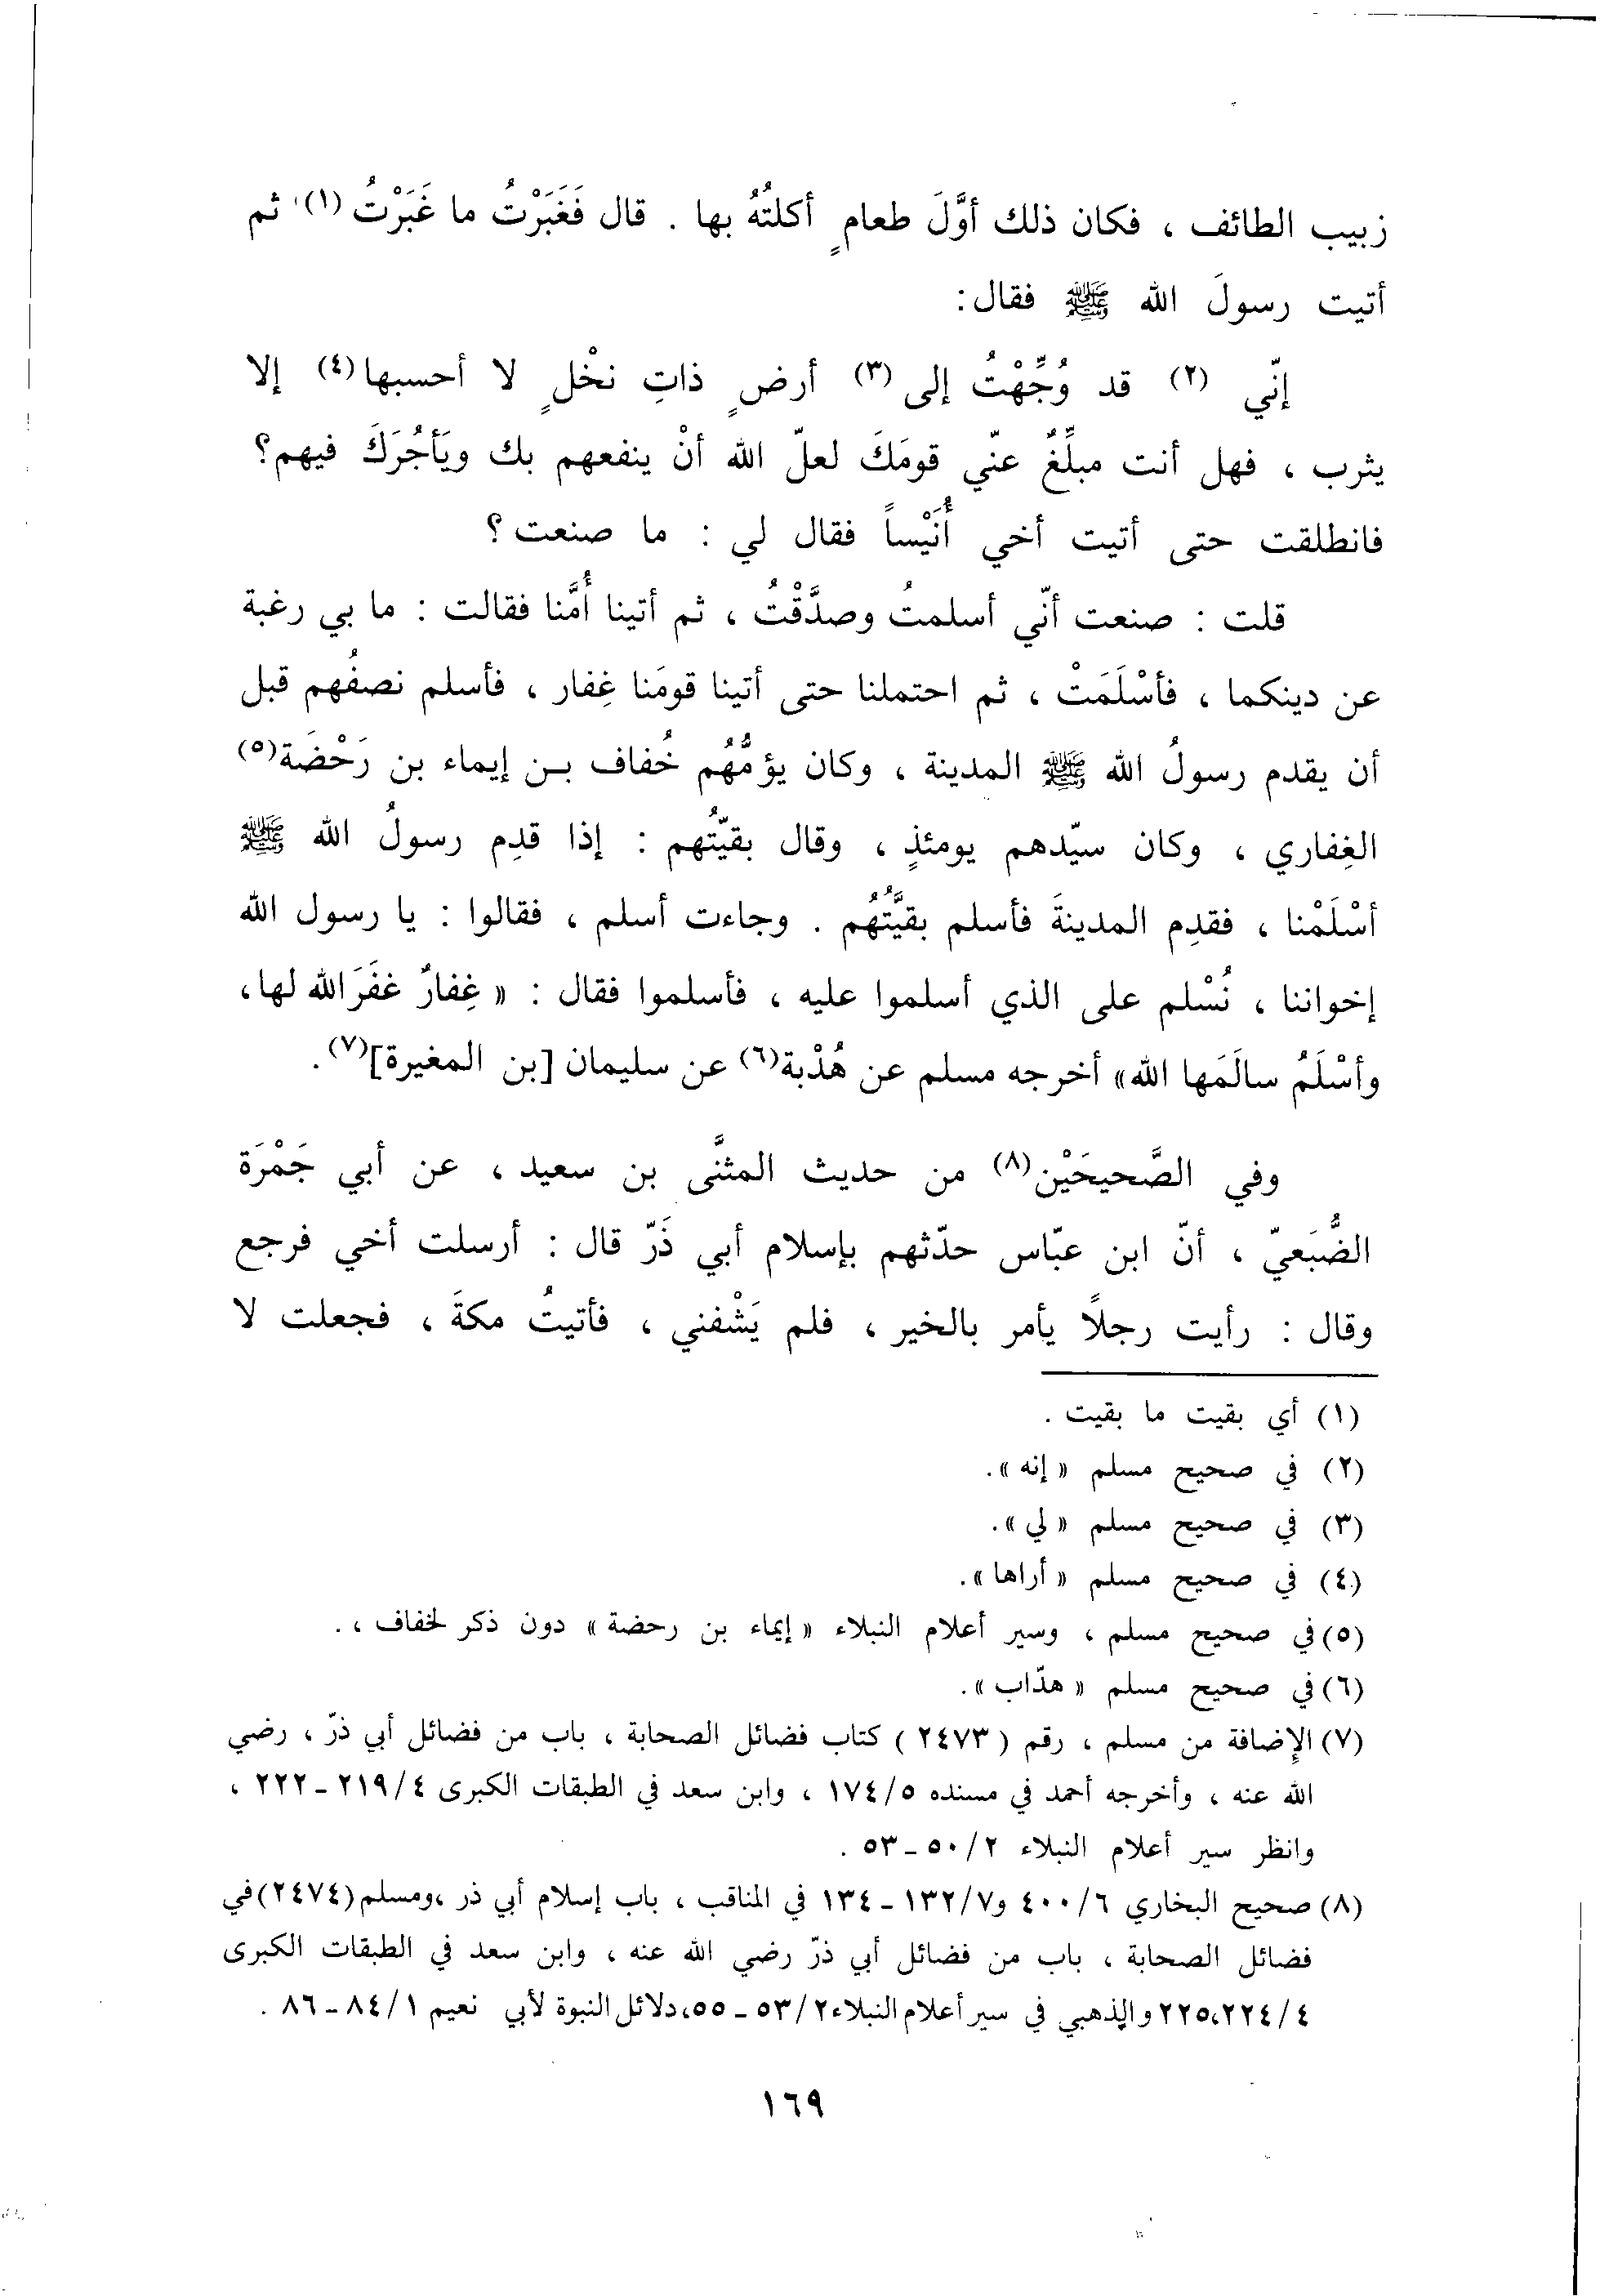 زبيب الطائف ، فكان ذلك أوَّلَ طعامٍ أكلتُهُ بها . قال فَغَبَرْتُ ما غَبَرْتُ (١) ثم
أتيت رسولَ الله ﷺ فقال:
إنّي (٢) قد وُجِّهْتُ إلى (٣) أرضٍ ذاتِ نخْلٍ لا أحسبها (٤) إلا
يثرب ، فهل أنت مبلِّغٌ عنّي قومَكَ لعلّ الله أنْ ينفعهم بك ويَأجُرَكَ فيهم؟
فانطلقت حتى أتيت أخي أُنَيْساً فقال لي : ما صنعت ؟
قلت : صنعت أنّي أسلمتُ وصدَّقْتُ ، ثم أتينا أُمَّنا فقالت : ما بي رغبة
عن دينكما ، فأسْلَمَتْ ، ثم احتملنا حتى أتينا قومَنا غِفار ، فأسلم نصفُهم قبل
أن يقدم رسولُ الله ﷺ المدينة ، وكان يؤمُّهُم خُفاف بـن إيماء بن رَحْضَة (٥)
الغِفاري ، وكان سيّدهم يومئذٍ ، وقال بقيّتُهم : إذا قدِم رسولُ الله ﷺ
أسْلَمْنا ، فقدِم المدينةَ فأسلم بقيَّتُهُم . وجاءت أسلم ، فقالوا : يا رسول الله
إخواننا ، نُسْلم على الذي أسلموا عليه ، فأسلموا فقال : « غِفارٌ غفَرَ الله لها،
وأسْلَمُ سالَمَها الله» أخرجه مسلم عن هُدْبة (٦) عن سليمان [بن المغيرة] (٧).
وفي الصَّحيحَيْن (٨) من حديث المثنَّى بن سعيد ، عن أبي جَمْرَة
الضُّبَعيّ ، أنّ ابن عبّاس حدّثهم بإسلام أبي ذَرّ قال : أرسلت أخي فرجع
وقال : رأيت رجلاً يأمر بالخير ، فلم يَشْفني ، فأتيتُ مكةَ ، فجعلت لا
(١) أي بقيت ما بقيت .
(٢) في صحيح مسلم « إنه ».
(٣) في صحيح مسلم « لي ».
(٤) في صحيح مسلم « أراها ».
(٥) في صحيح مسلم ، وسير أعلام النبلاء « إيماء بن رحضة » دون ذكر لخفاف ، .
(٦) في صحيح مسلم « هدّاب ».
(٧) الإضافة من مسلم ، رقم ( ٢٤٧٣ ) كتاب فضائل الصحابة ، باب من فضائل أبي ذرّ ، رضي
الله عنه ، وأخرجه أحمد في مسنده ١٧٤/٥ ، وابن سعد في الطبقات الكبرى ٢١٩/٤ ـ ٢٢٢ ،
وانظر سير أعلام النبلاء ٥٠/٢ ـ ٥٣ .
(٨) صحيح البخاري ٤٠٠/٦ و١٣٢/٧ ـ ١٣٤ في المناقب ، باب إسلام أبي ذر ،ومسلم (٢٤٧٤) في
فضائل الصحابة ، باب من فضائل أبي ذرّ رضي الله عنه ، وابن سعد في الطبقات الكبرى
٢٢٥،٢٢٤/٤ والذهبي في سير أعلام النبلاء ٥٣/٢ ـ ٥٥، دلائل النبوة لأبي نعيم ٨٤/١ ـ ٨٦ .
١٦٩